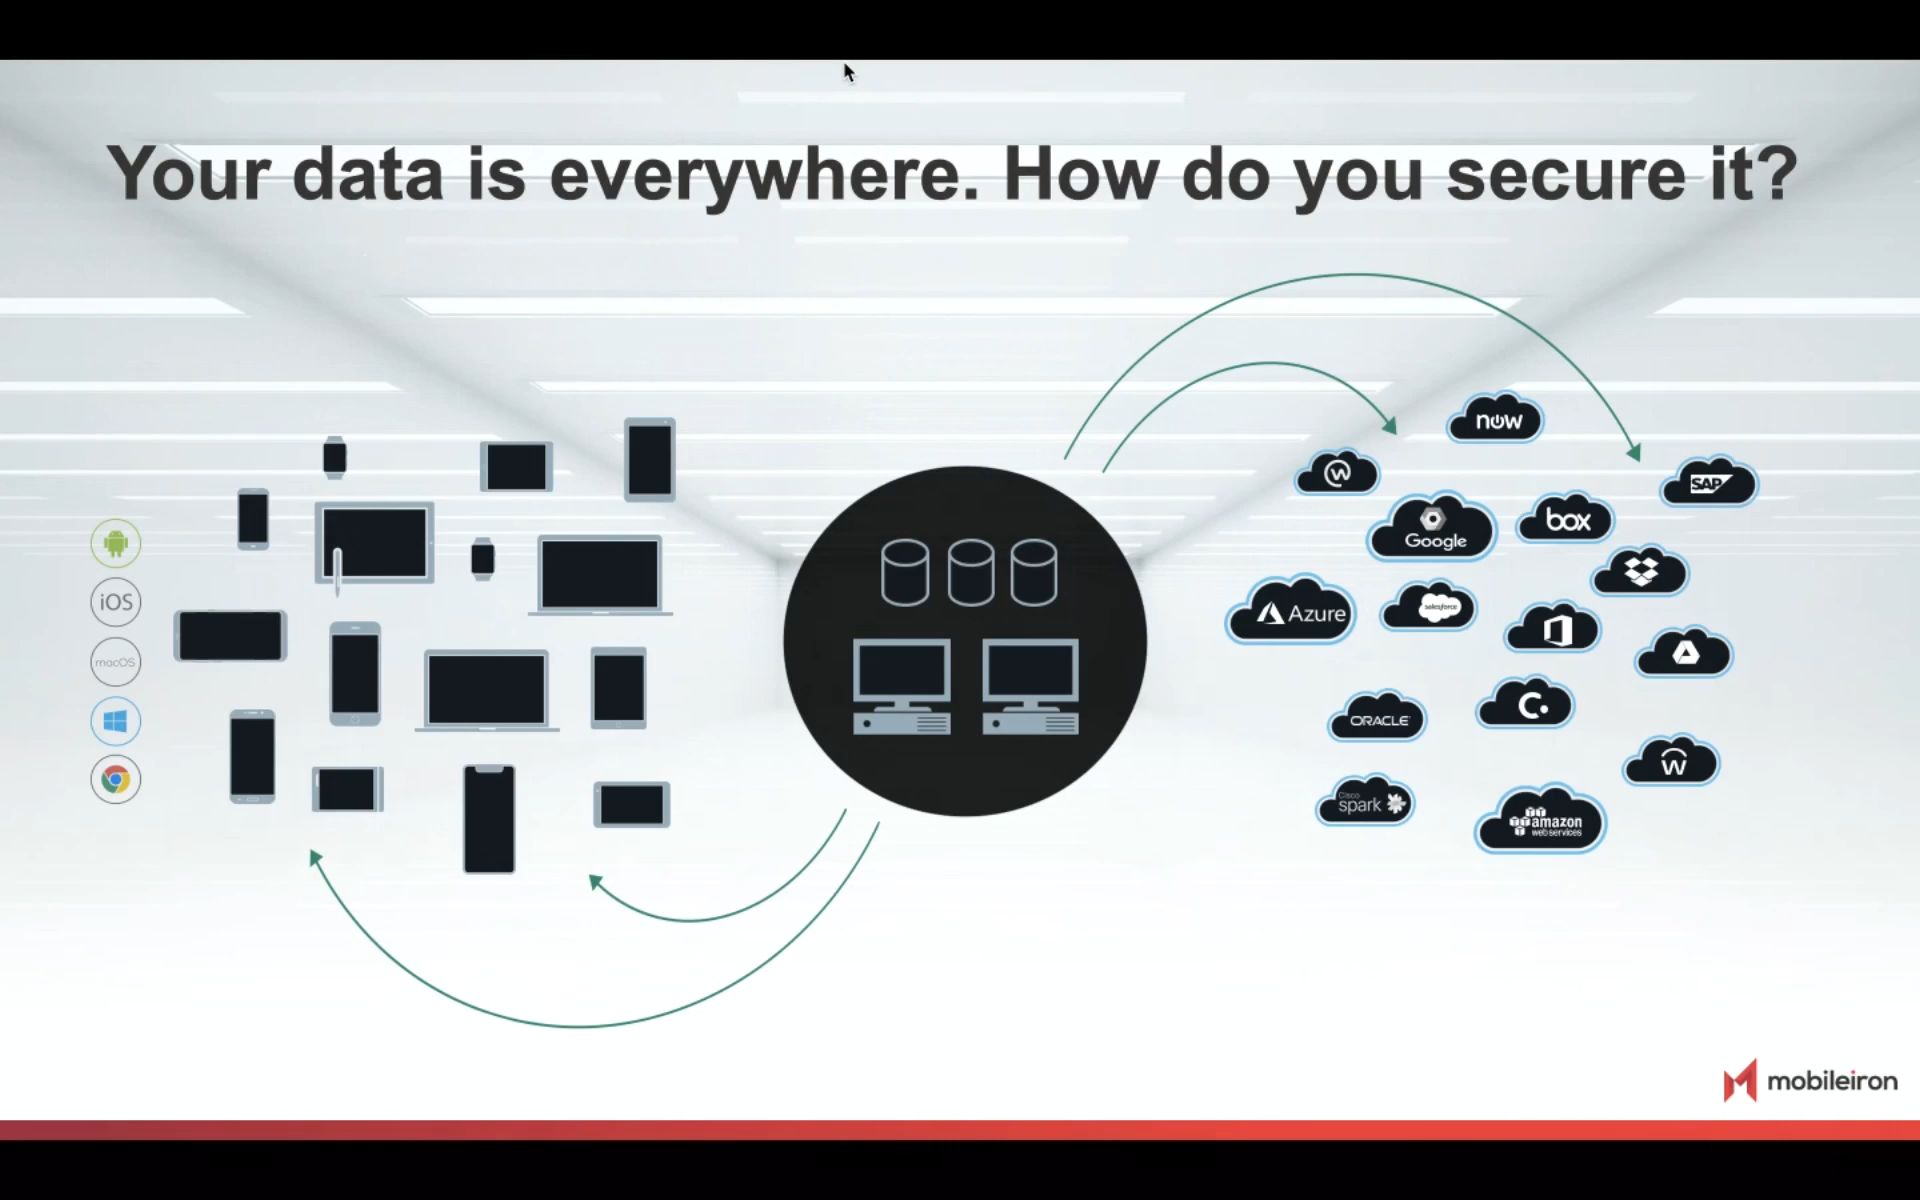 Your data is everywhere. How do you secure it?
now
SAP
Google
box
Azure
salesforce
iOS
macOS
ORACLE
C.
W
W
Cisco
spark
amazon
web services
mobileiron